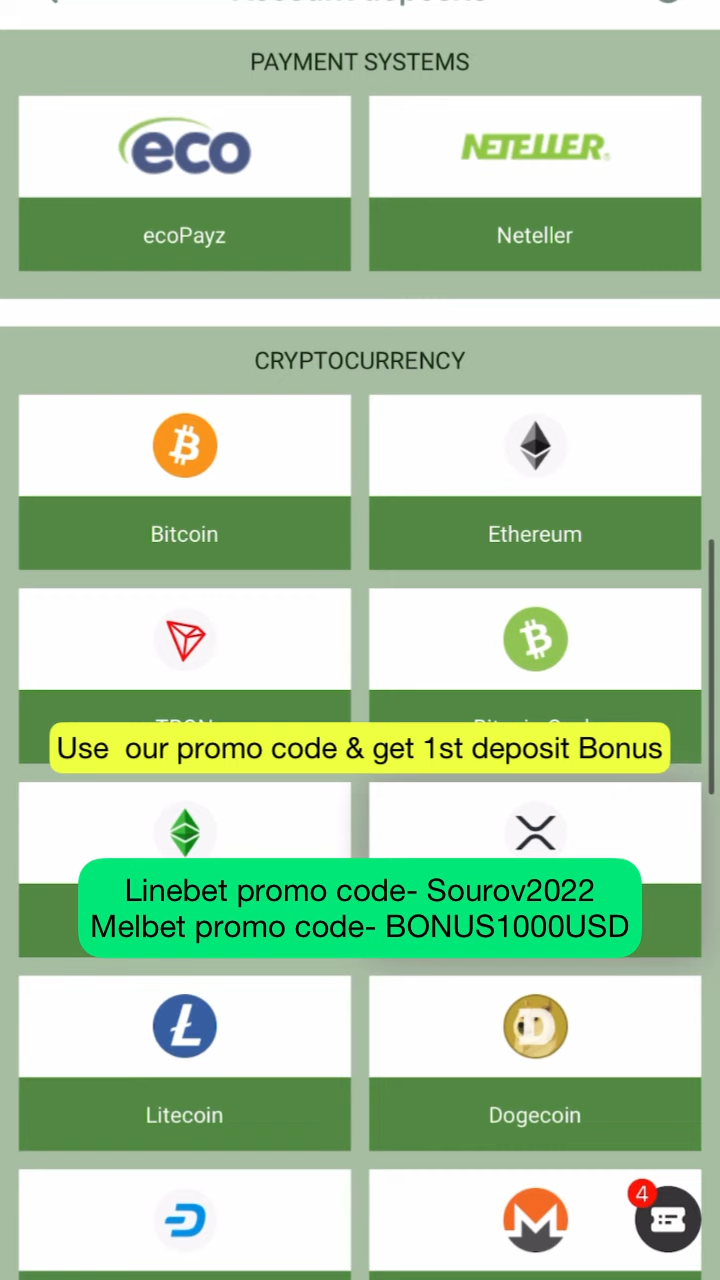 PAYMENT SYSTEMS
eco
NETELLER
ecoPayz
Neteller
CRYPTOCURRENCY
Bitcoin
Ethereum
Use our promo code & get 1st deposit Bonus
Linebet promo code- Sourov2022
Melbet promo code- BONUS1000USD
Litecoin
Dogecoin
4